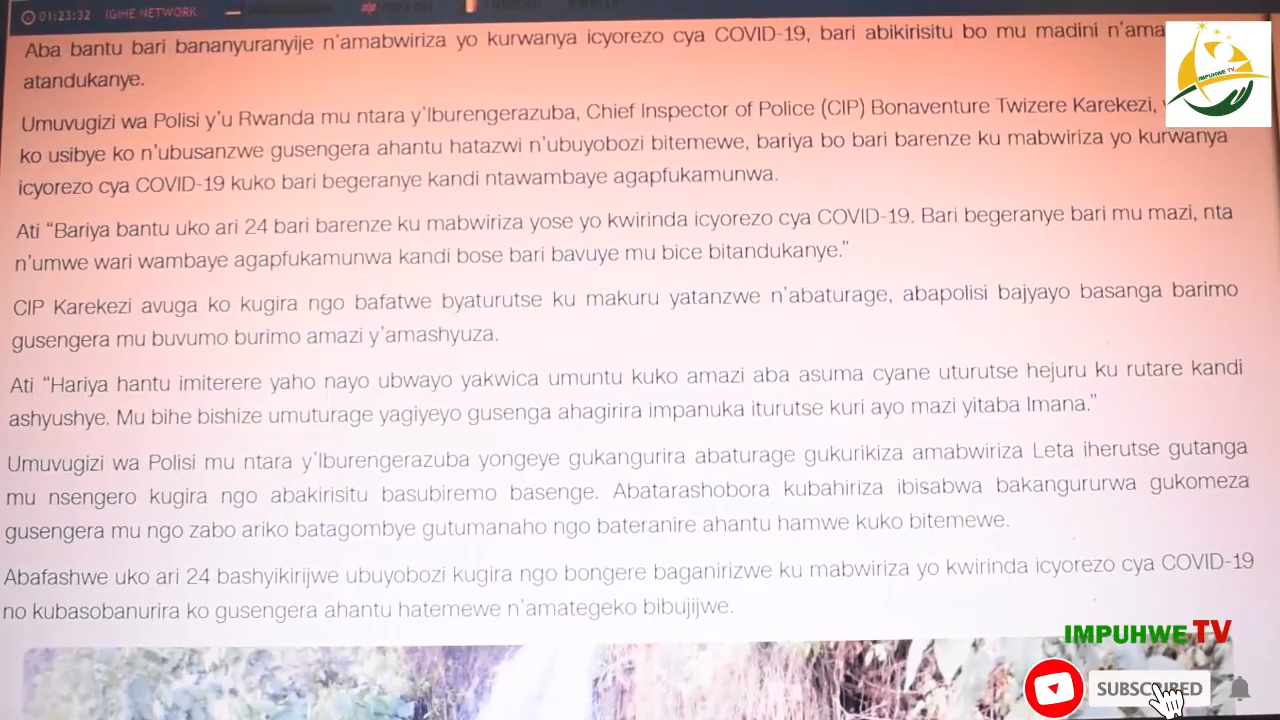 01:23:32 IGIHE NETWORK
Aba bantu bari bananyuranyije n'amabwiriza yo kurwanya icyorezo cya COVID-19, bari abikirisitu bo mu madini
IMPUHWE TV
atandukanye.
Umuvugizi wa Polisi y'u Rwanda mu ntara y'Iburengerazuba, Chief Inspector of Police (CIP) Bonaventure Twizere Karekezi,
ko usibye ko n'ubusanzwe gusengera ahantu hatazwi n'ubuyobozi bitemewe, bariya bo bari barenze ku mabwiriza yo kurwanya
icyorezo cya COVID-19 kuko bari begeranye kandi ntawambaye agapfukamunwa.
Ati “Bariya bantu uko ari 24 bari barenze ku mabwiriza yose yo kwirinda icyorezo cya COVID-19. Bari begeranye bari mu mazi, nta
n'umwe wari wambaye agapfukamunwa kandi bose bari bavuye mu bice bitandukanye.”
CIP Karekezi avuga ko kugira ngo bafatwe byaturutse ku makuru yatanzwe n'abaturage, abapolisi bajyayo basanga barimo
gusengera mu buvumo burimo amazi y'amashyuza.
Ati “Hariya hantu imiterere yaho nayo ubwayo yakwica umuntu kuko amazi aba asuma cyane uturutse hejuru ku rutare kandi
ashyushye. Mu bihe bishize umuturage yagiyeyo gusenga ahagirira impanuka iturutse kuri ayo mazi yitaba Imana.”
Umuvugizi wa Polisi mu ntara y'Iburengerazuba yongeye gukangurira abaturage gukurikiza amabwiriza Leta iherutse gutanga
mu nsengero kugira ngo abakirisitu basubiremo basenge. Abatarashobora kubahiriza ibisabwa bakangururwa gukomeza
gusengera mu ngo zabo ariko batagombye gutumanaho ngo bateranire ahantu hamwe kuko bitemewe.
Abafashwe uko ari 24 bashyikirijwe ubuyobozi kugira ngo bongere baganirizwe ku mabwiriza yo kwirinda icyorezo cya COVID-19
no kubasobanurira ko gusengera ahantu hatemewe n'amategeko bibujijwe.
IMPUHWE TV
SUBSCRIBED